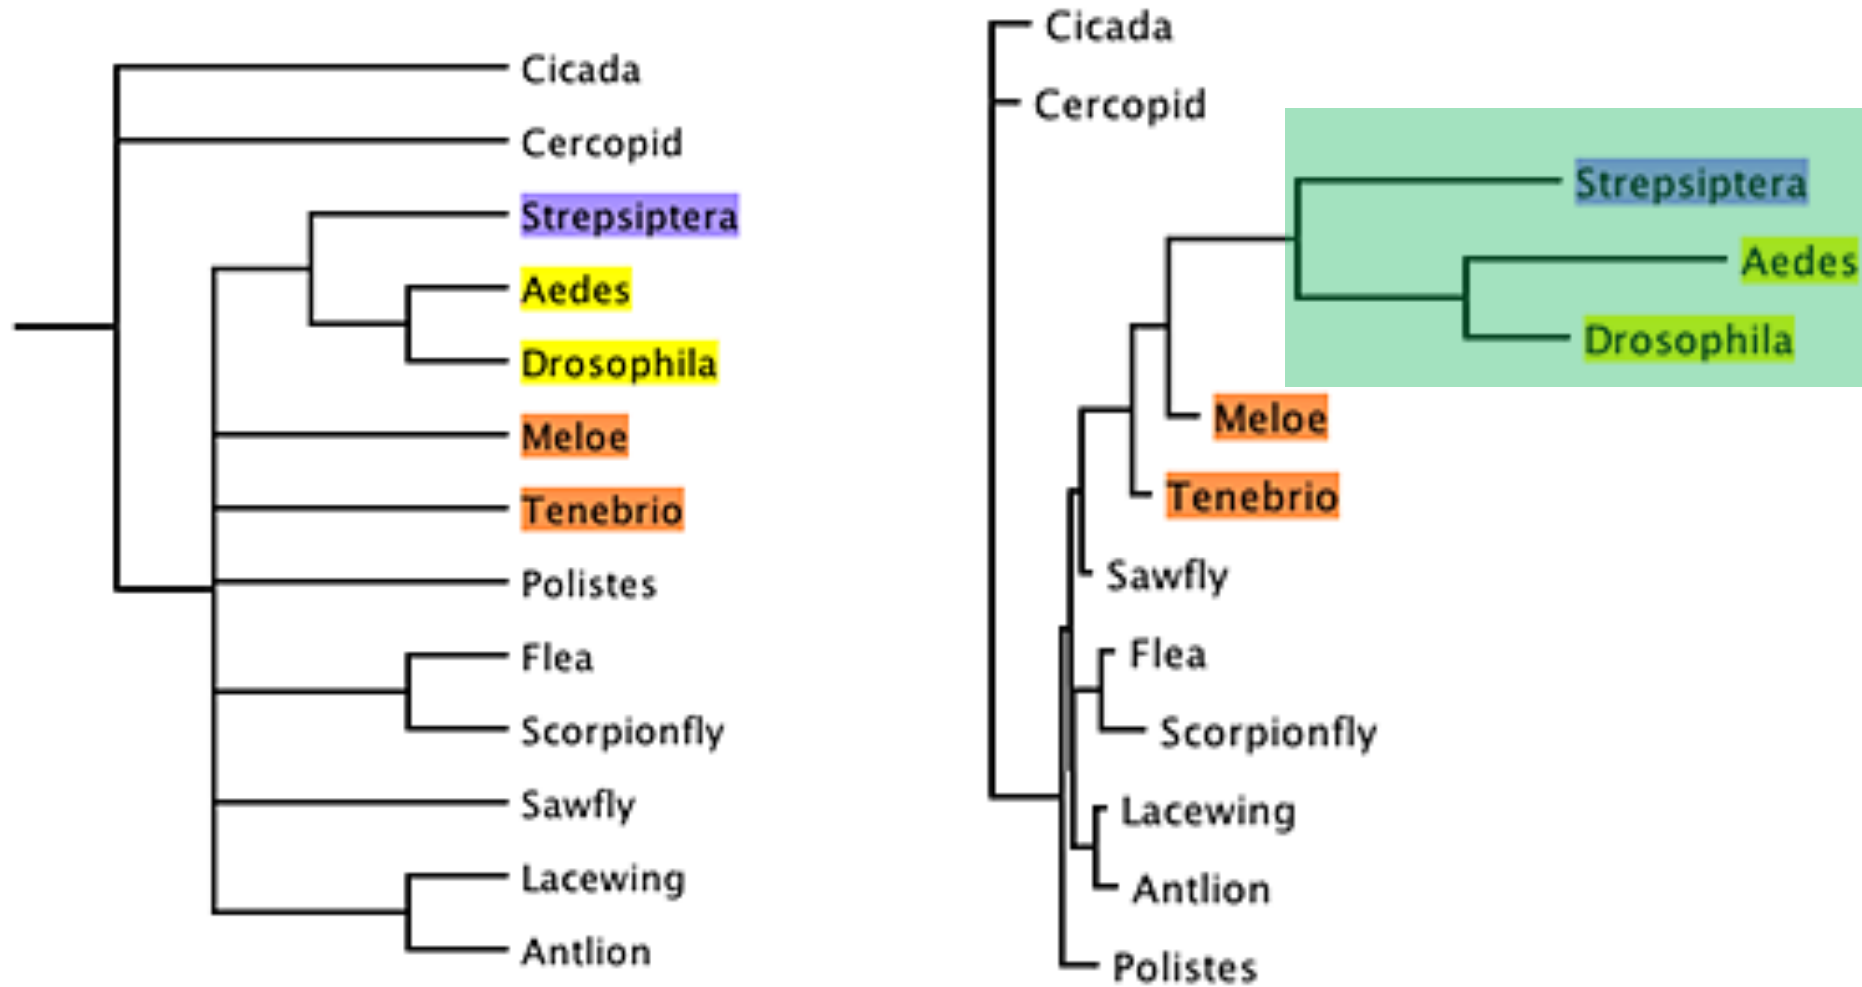 Cicada
Cercopid
Strepsiptera
Aedes
Drosophila
Meloe
Tenebrio
Polistes
Flea
Scorpionfly
Sawfly
Lacewing
Antlion
Cicada
Cercopid
Strepsiptera
Aedes
Drosophila
Meloe
Tenebrio
Sawfly
Flea
Scorpionfly
Lacewing
Antlion
Polistes